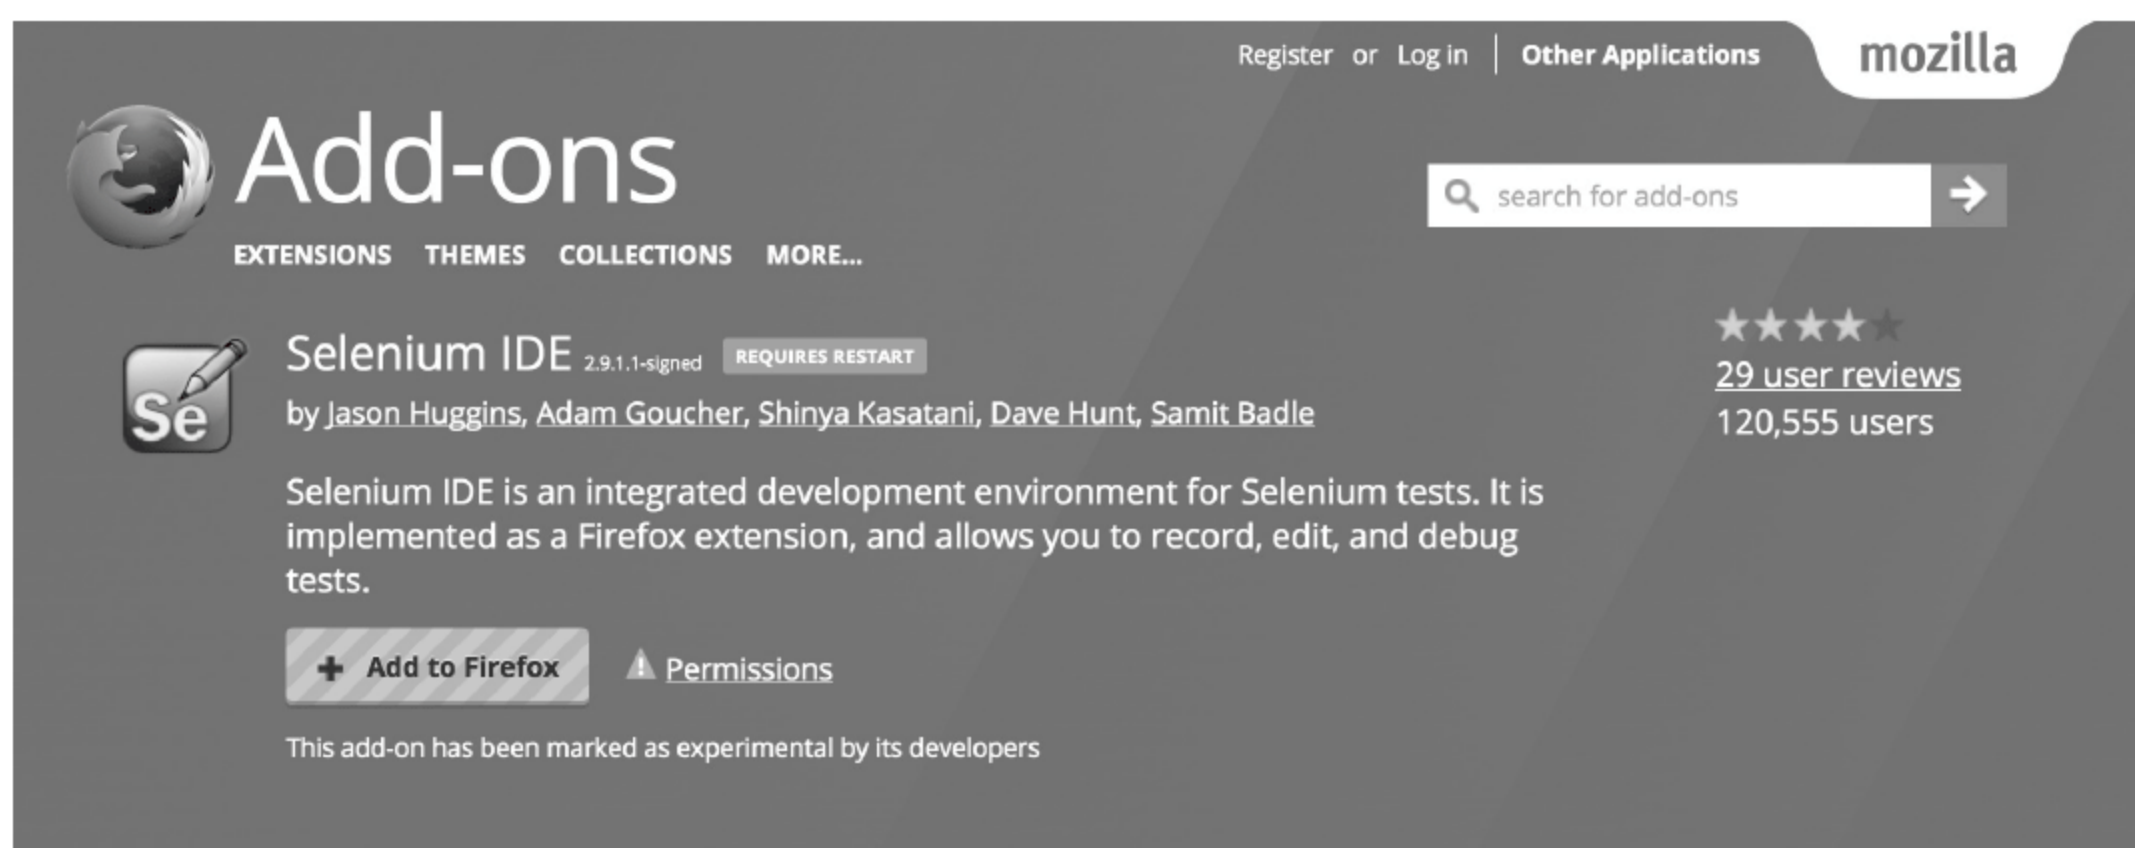 Register or Log in Other Applications mozilla
Add-ons
search for add-ons
EXTENSIONS THEMES COLLECTIONS MORE...
Se
Selenium IDE 2.9.1.1-signed REQUIRES RESTART
by Jason Huggins, Adam Goucher, Shinya Kasatani, Dave Hunt, Samit Badle
29 user reviews
120,555 users
Selenium IDE is an integrated development environment for Selenium tests. It is
implemented as a Firefox extension, and allows you to record, edit, and debug
tests.
+ Add to Firefox Permissions
This add-on has been marked as experimental by its developers